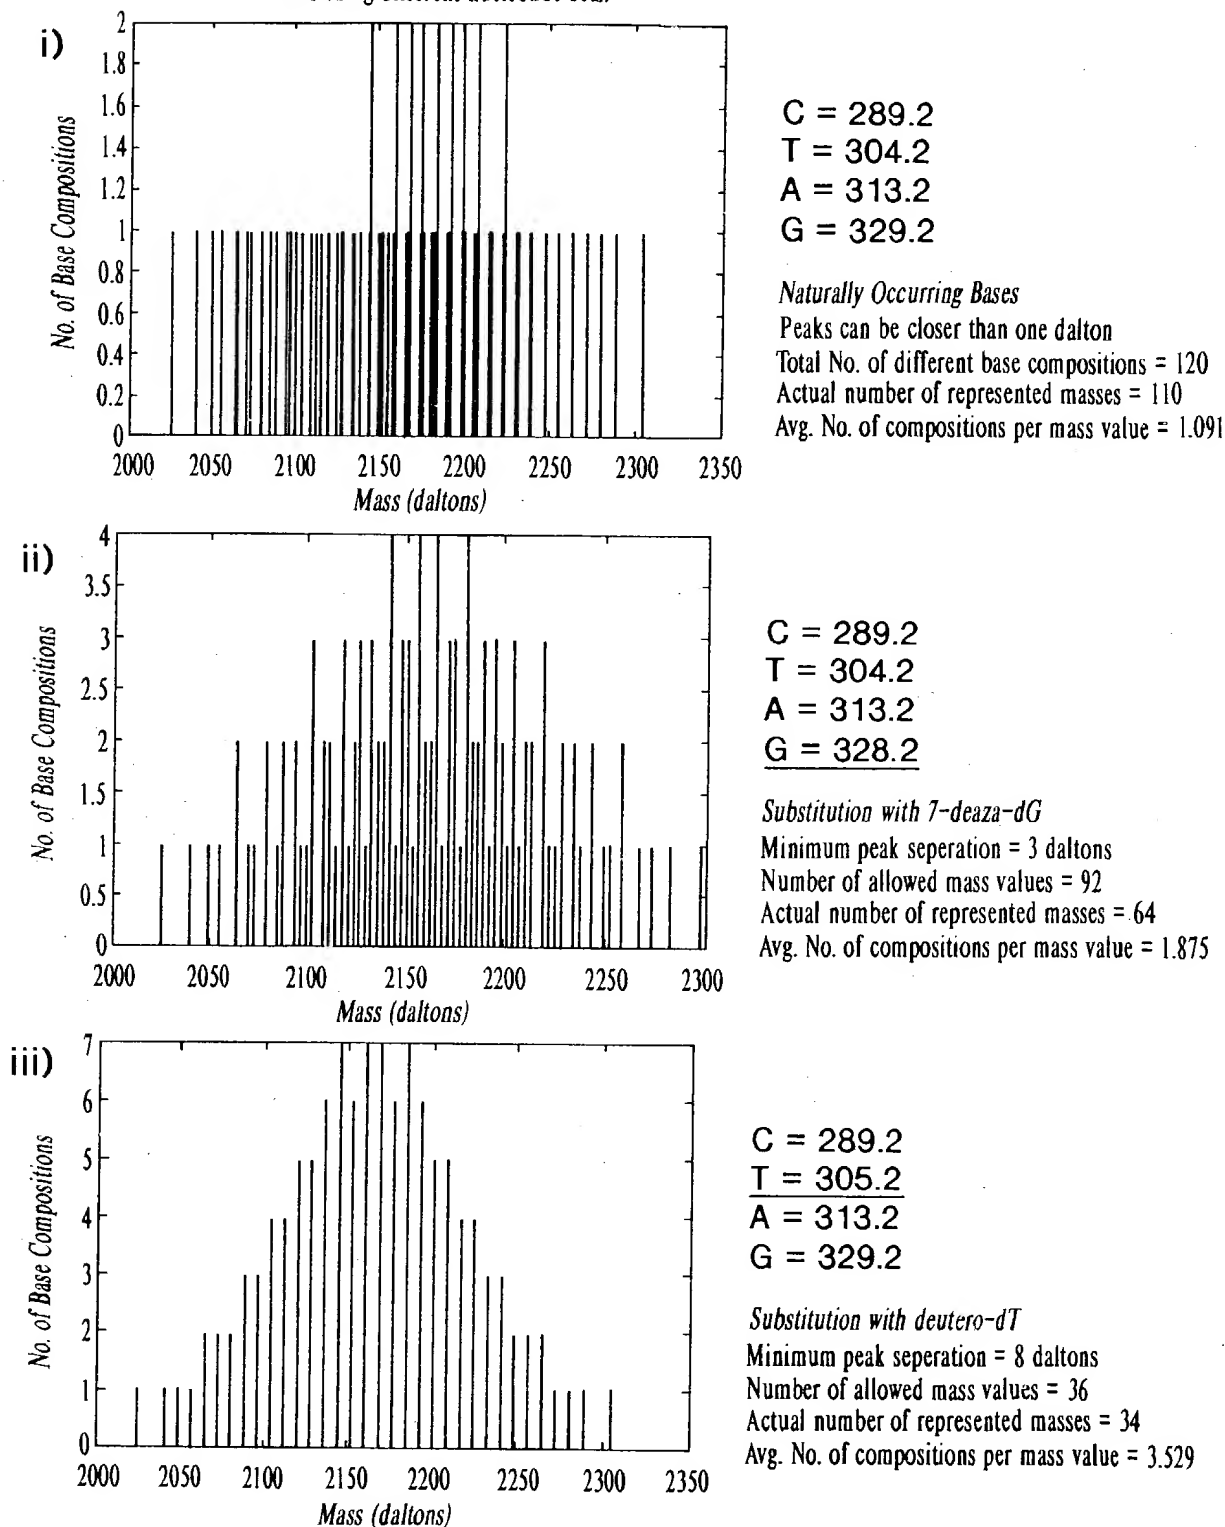 i)
No. of Base Compositions
2
1.8
1.6
1.4
1.2
1
0.8
0.6
0.4
0.2
0
2000 2050 2100 2150 2200 2250 2300 2350
Mass (daltons)
C = 289.2
T = 304.2
A = 313.2
G = 329.2
Naturally Occurring Bases
Peaks can be closer than one dalton
Total No. of different base compositions = 120
Actual number of represented masses = 110
Avg. No. of compositions per mass value = 1.091
ii)
No. of Base Compositions
4
3.5
3
2.5
2
1.5
1
0.5
0
2000 2050 2100 2150 2200 2250 2300
Mass (daltons)
C = 289.2
T = 304.2
A = 313.2
G = 328.2
Substitution with 7-deaza-dG
Minimum peak seperation = 3 daltons
Number of allowed mass values = 92
Actual number of represented masses = 64
Avg. No. of compositions per mass value = 1.875
iii)
No. of Base Compositions
7
6
5
4
3
2
1
0
2000 2050 2100 2150 2200 2250 2300 2350
Mass (daltons)
C = 289.2
T = 305.2
A = 313.2
G = 329.2
Substitution with deutero-dT
Minimum peak seperation = 8 daltons
Number of allowed mass values = 36
Actual number of represented masses = 34
Avg. No. of compositions per mass value = 3.529